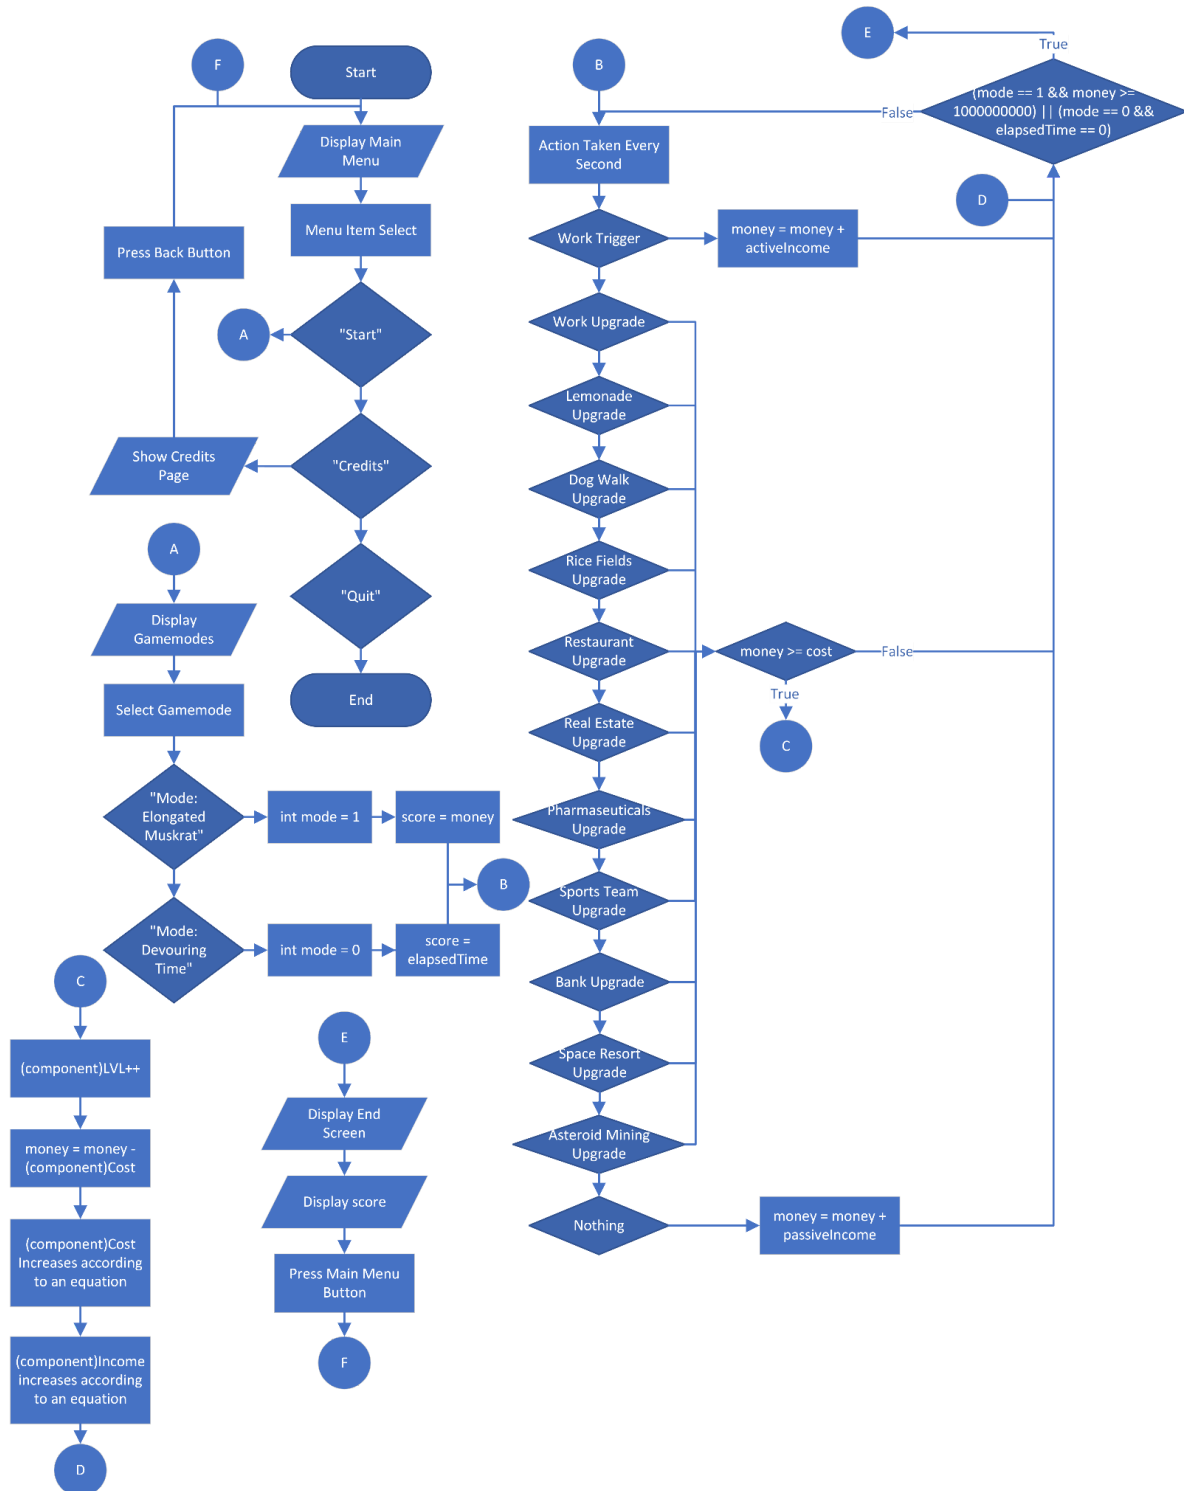 F
Start
Display Main
Menu
Menu Item Select
Press Back Button
"Start"
A
"Credits"
Show Credits
Page
"Quit"
End
A
Display
Gamemodes
Select Gamemode
"Mode:
Elongated
Muskrat"
int mode = 1
score = money
B
"Mode:
Devouring
Time"
int mode = 0
score =
elapsedTime
C
(component)LVL++
money = money -
(component)Cost
(component)Cost
Increases according
to an equation
(component)Income
increases according
to an equation
D
E
Display End
Screen
Display score
Press Main Menu
Button
F
B
Action Taken Every
Second
Work Trigger
money = money +
activeIncome
Work Upgrade
Lemonade
Upgrade
Dog Walk
Upgrade
Rice Fields
Upgrade
Restaurant
Upgrade
Real Estate
Upgrade
Pharmaseuticals
Upgrade
Sports Team
Upgrade
Bank Upgrade
Space Resort
Upgrade
Asteroid Mining
Upgrade
Nothing
money = money +
passiveIncome
money >= cost
False
True
C
D
E
True
(mode == 1 && money >=
1000000000) || (mode == 0 &&
elapsedTime == 0)
False